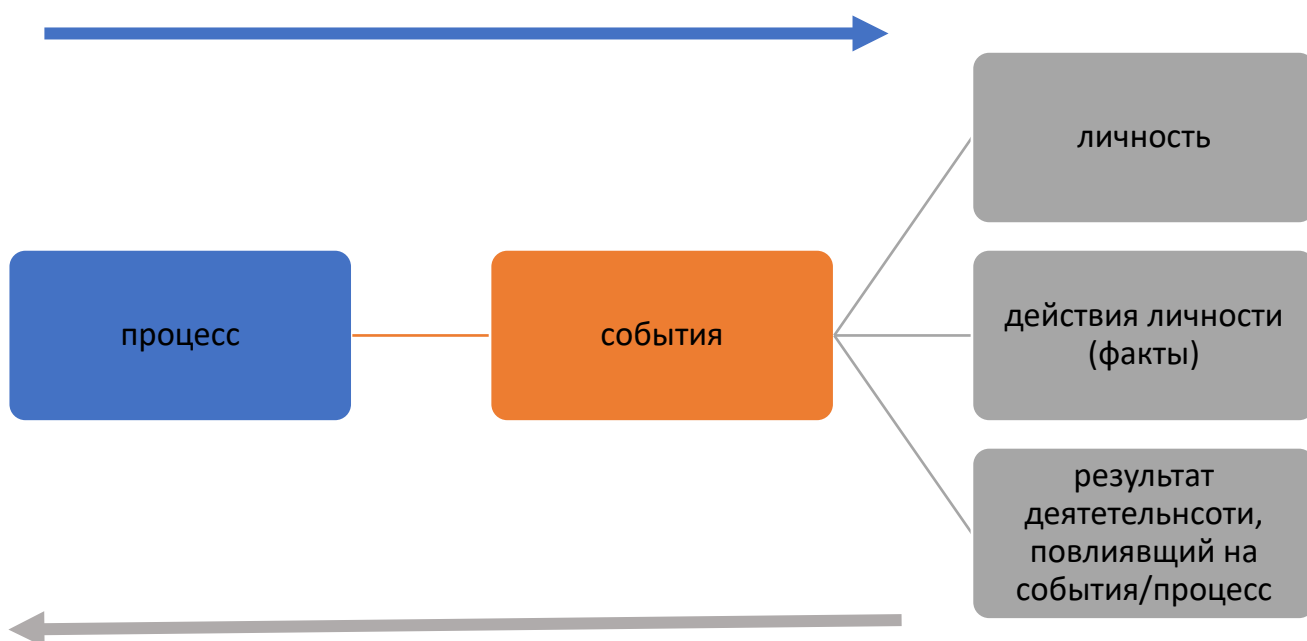 процесс
события
личность
действия личности
(факты)
результат
деятетельнсоти,
повлиявщий на
события/процесс